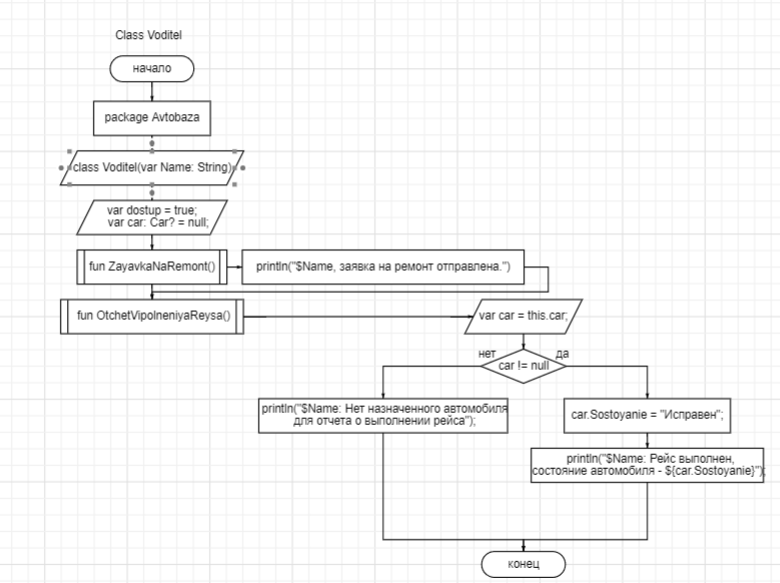 Class Voditel
начало
package Avtobaza
class Voditel(var Name: String)
var dostup = true;
var car: Car? = null;
fun ZayavkaNaRemont()
println("$Name, заявка на ремонт отправлена.")
fun OtchetVipolneniyaReysa()
var car = this.car;
нет
да
car != null
println("$Name: Нет назначенного автомобиля
для отчета о выполнении рейса");
car.Sostoyanie = "Исправен";
println("$Name: Рейс выполнен,
состояние автомобиля - ${car.Sostoyanie}");
конец